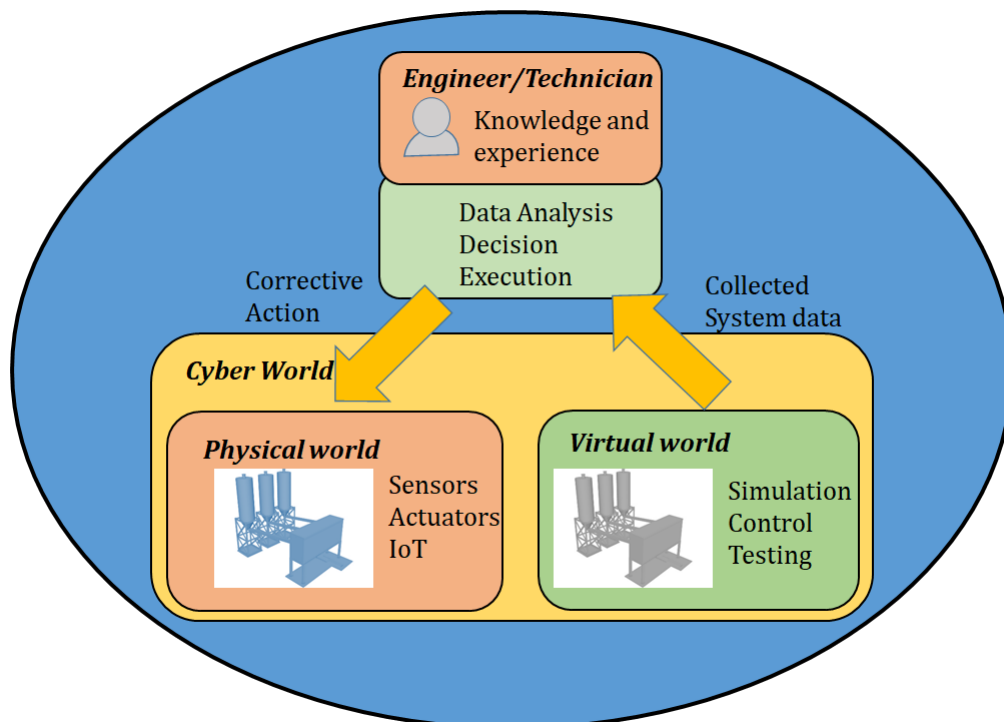 Engineer/Technician
Knowledge and
experience
Data Analysis
Decision
Execution
Corrective
Action
Collected
System data
Cyber World
Physical world
Sensors
Actuators
IoT
Virtual world
Simulation
Control
Testing